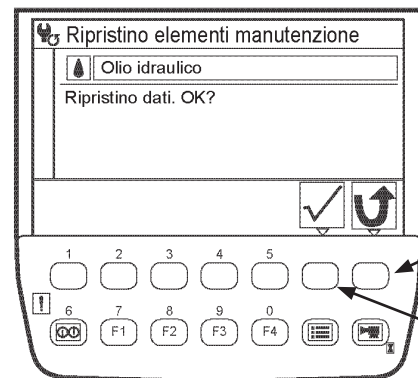 Ripristino elementi manutenzione
Olio idraulico
Ripristino dati. OK?
1 2 3 4 5
6 7 8 9 0
F1 F2 F3 F4